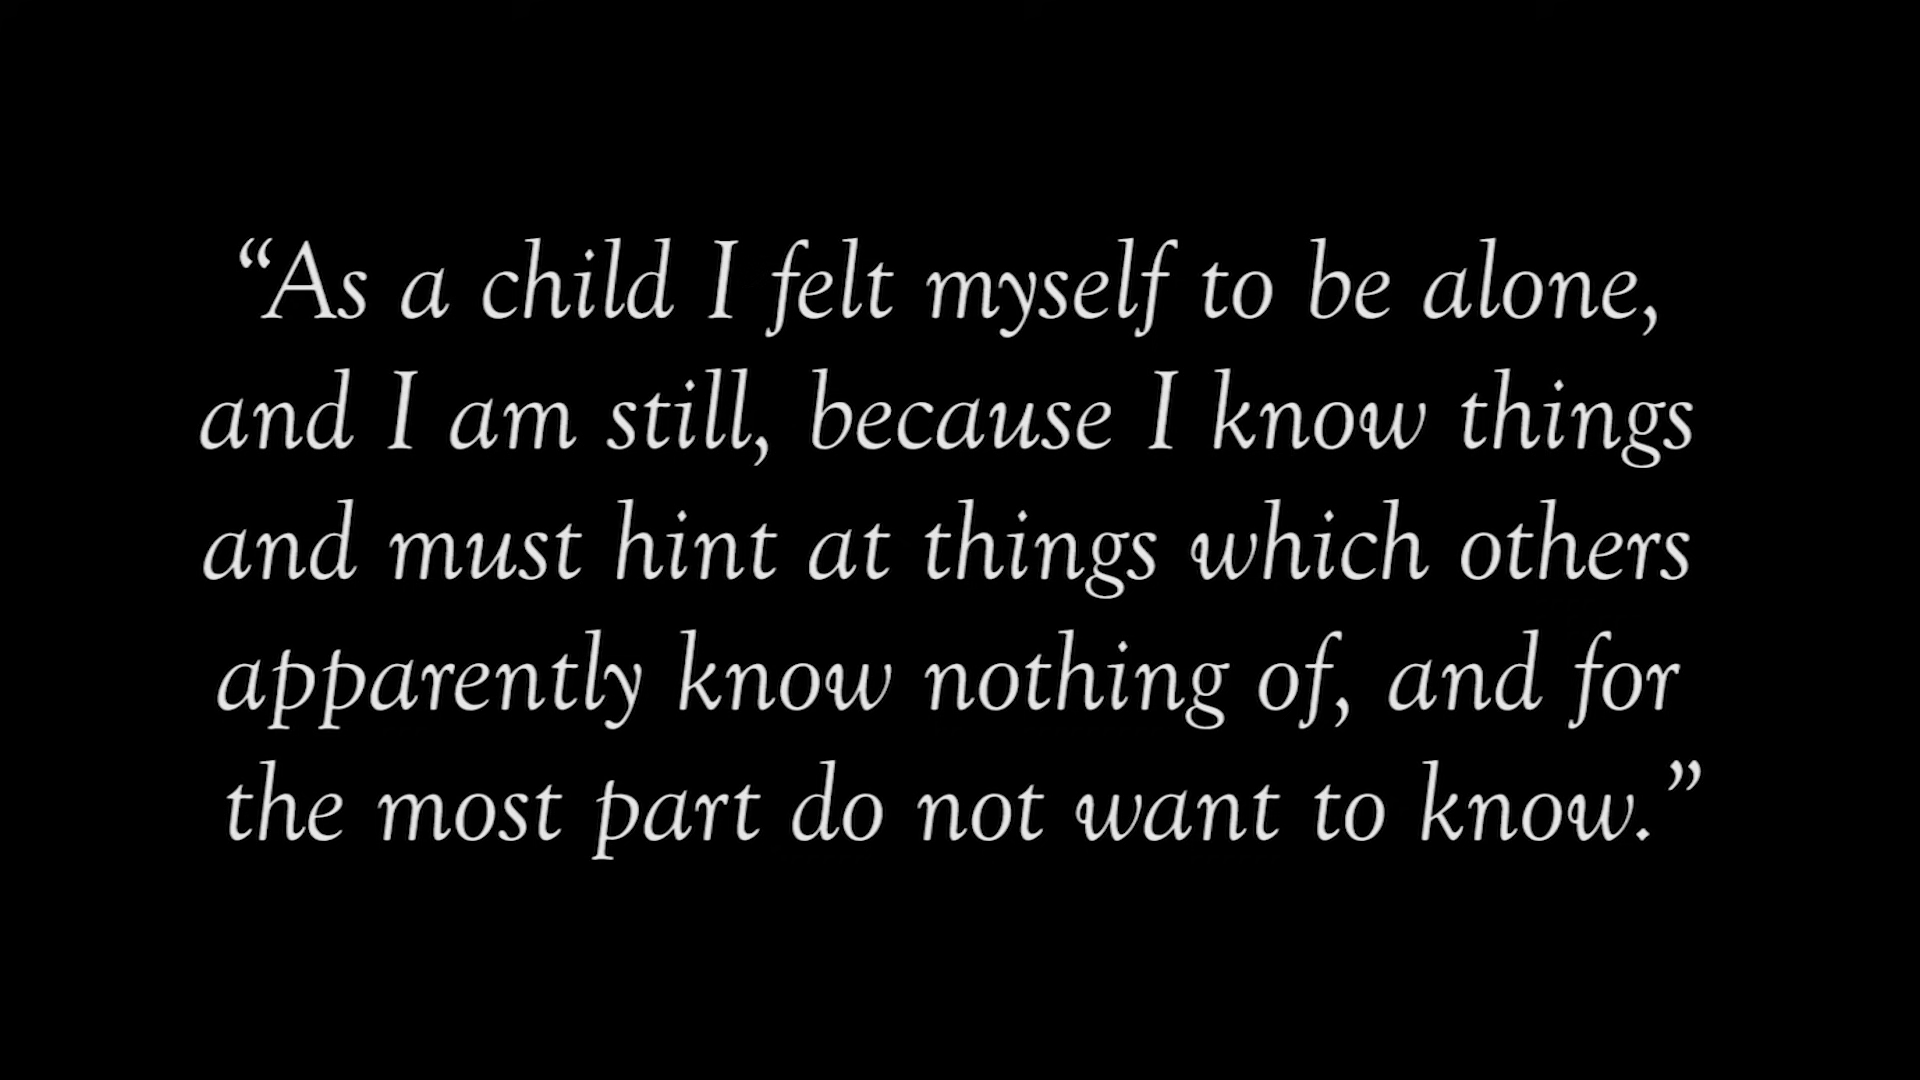 “As a child I felt myself to be alone,
and I am still, because I know things
and must hint at things which others
apparently know nothing of, and for
the most part do not want to know.”